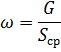 ω = G / Sср